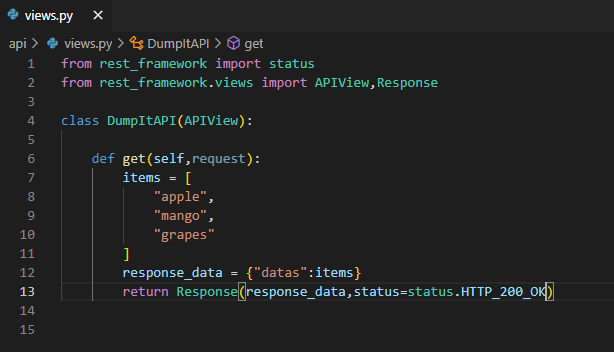 views.py ×
api > views.py > DumpItAPI > get
1 from rest_framework import status
2 from rest_framework.views import APIView,Response
3
4 class DumpItAPI(APIView):
5
6     def get(self,request):
7         items = [
8             "apple",
9             "mango",
10             "grapes"
11         ]
12         response_data = {"datas":items}
13         return Response(response_data,status=status.HTTP_200_OK)
14
15